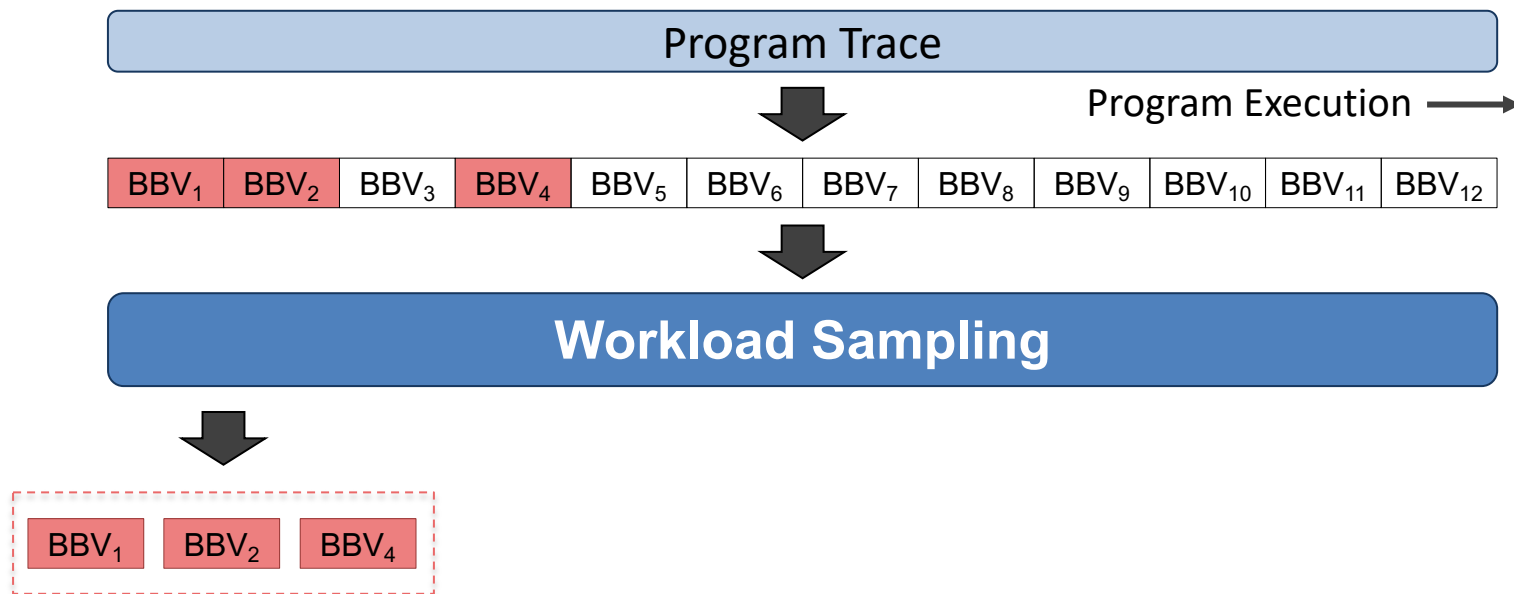 Program Trace
Program Execution
BBV₁ BBV₂ BBV₃ BBV₄ BBV₅ BBV₆ BBV₇ BBV₈ BBV₉ BBV₁₀ BBV₁₁ BBV₁₂
Workload Sampling
BBV₁ BBV₂ BBV₄